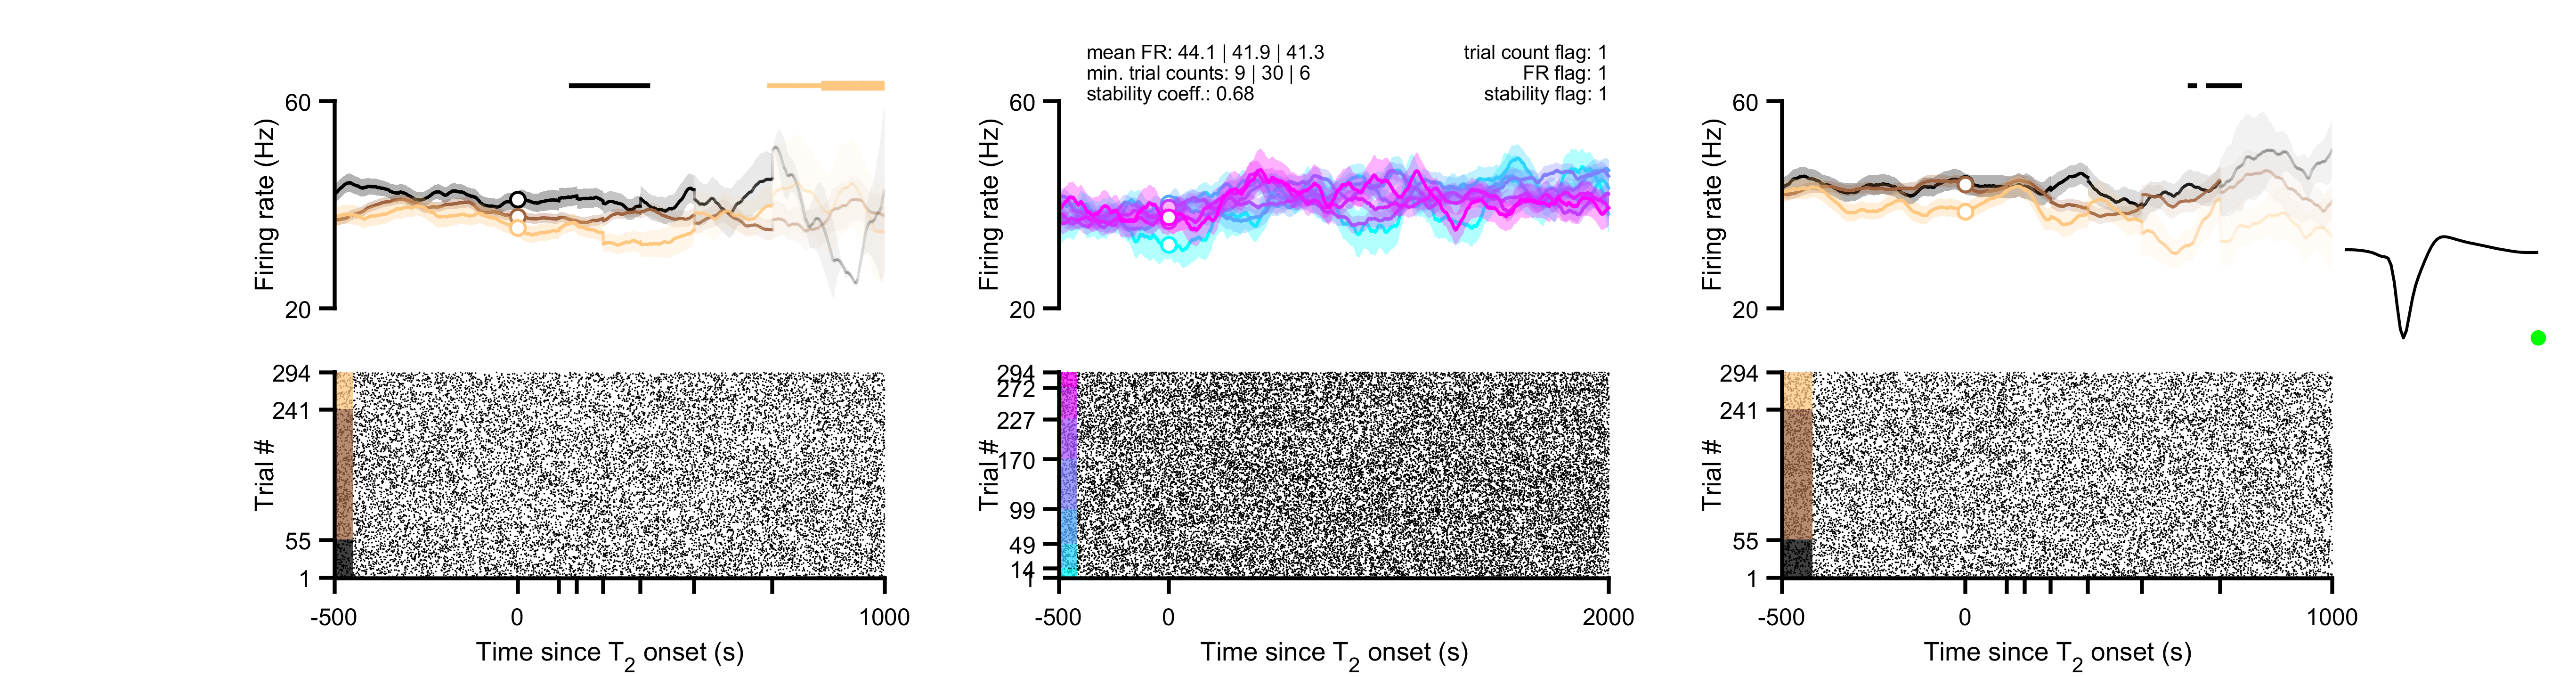 mean FR: 44.1 | 41.9 | 41.3
min. trial counts: 9 | 30 | 6
stability coeff.: 0.68
trial count flag: 1
FR flag: 1
stability flag: 1
60
20
Firing rate (Hz)
294
241
55
1
Trial #
-500
0
1000
Time since T2 onset (s)
60
20
Firing rate (Hz)
294
272
227
170
99
49
14
1
Trial #
-500
0
2000
Time since T2 onset (s)
60
20
Firing rate (Hz)
294
241
55
1
Trial #
-500
0
1000
Time since T2 onset (s)